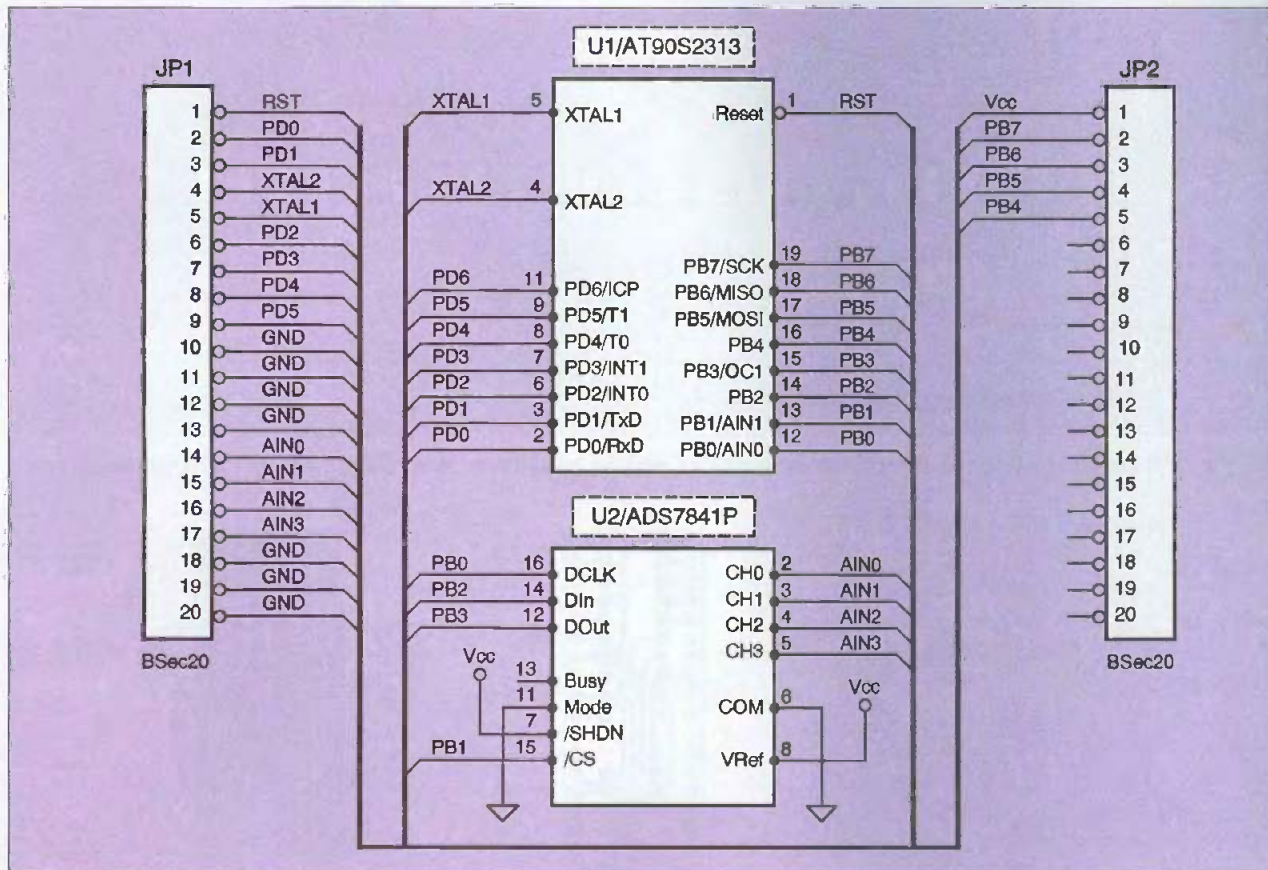 U1/AT90S2313
JP1
1 RST
2 PD0
3 PD1
4 XTAL2
5 XTAL1
6 PD2
7 PD3
8 PD4
9 PD5
10 GND
11 GND
12 GND
13 GND
14 AIN0
15 AIN1
16 AIN2
17 AIN3
18 GND
19 GND
20 GND
BSec20
XTAL1 5 XTAL1
XTAL2 4 XTAL2
PD6 11 PD6/ICP
PD5 9 PD5/T1
PD4 8 PD4/T0
PD3 7 PD3/INT1
PD2 6 PD2/INT0
PD1 3 PD1/TxD
PD0 2 PD0/RxD
Reset 1 RST
PB7/SCK 19 PB7
PB6/MISO 18 PB6
PB5/MOSI 17 PB5
PB4 16 PB4
PB3/OC1 15 PB3
PB2 14 PB2
PB1/AIN1 13 PB1
PB0/AIN0 12 PB0
U2/ADS7841P
PB0 16 DCLK
PB2 14 DIn
PB3 12 DOut
Vcc
13 Busy
11 Mode
7 /SHDN
PB1 15 /CS
CH0 2 AIN0
CH1 3 AIN1
CH2 4 AIN2
CH3 5 AIN3
Vcc
COM 6
VRef 8
JP2
Vcc 1
PB7 2
PB6 3
PB5 4
PB4 5
6
7
8
9
10
11
12
13
14
15
16
17
18
19
20
BSec20